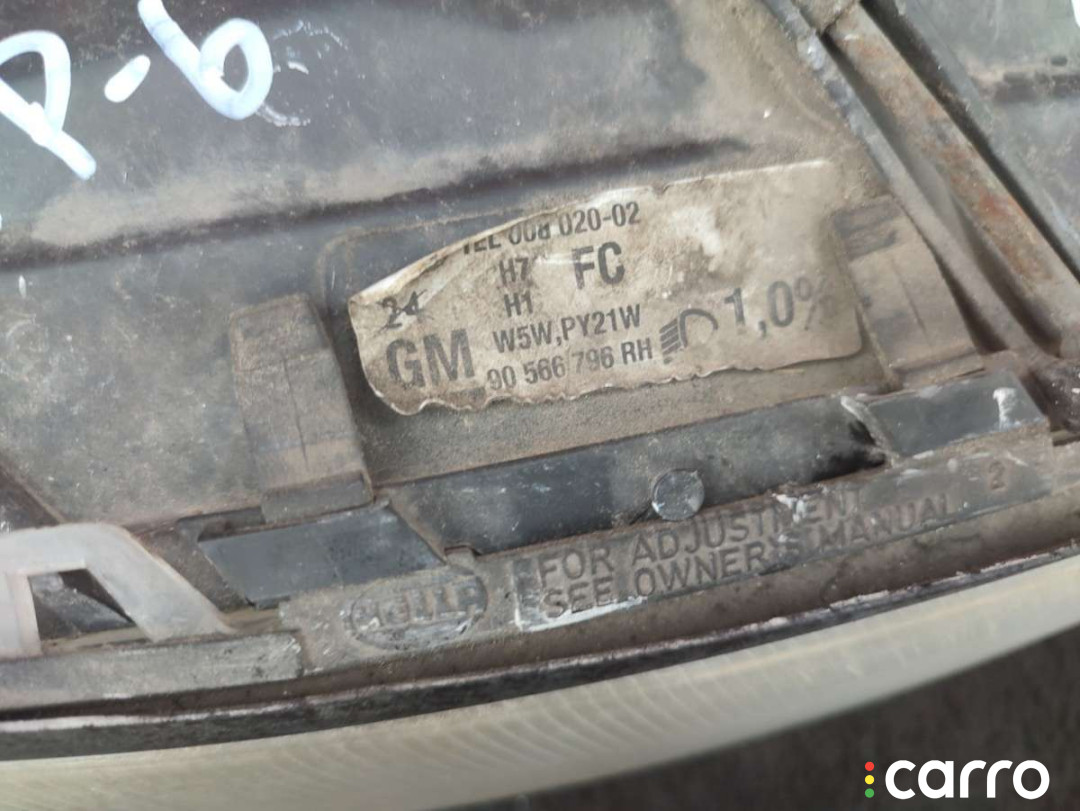 P-6
1EL 008 020-02
H7 FC
24 H1
GM W5W,PY21W
90 566 796 RH 1,0%
HELLA
FOR ADJUSTMENT 2
SEE OWNER'S MANUAL
carro